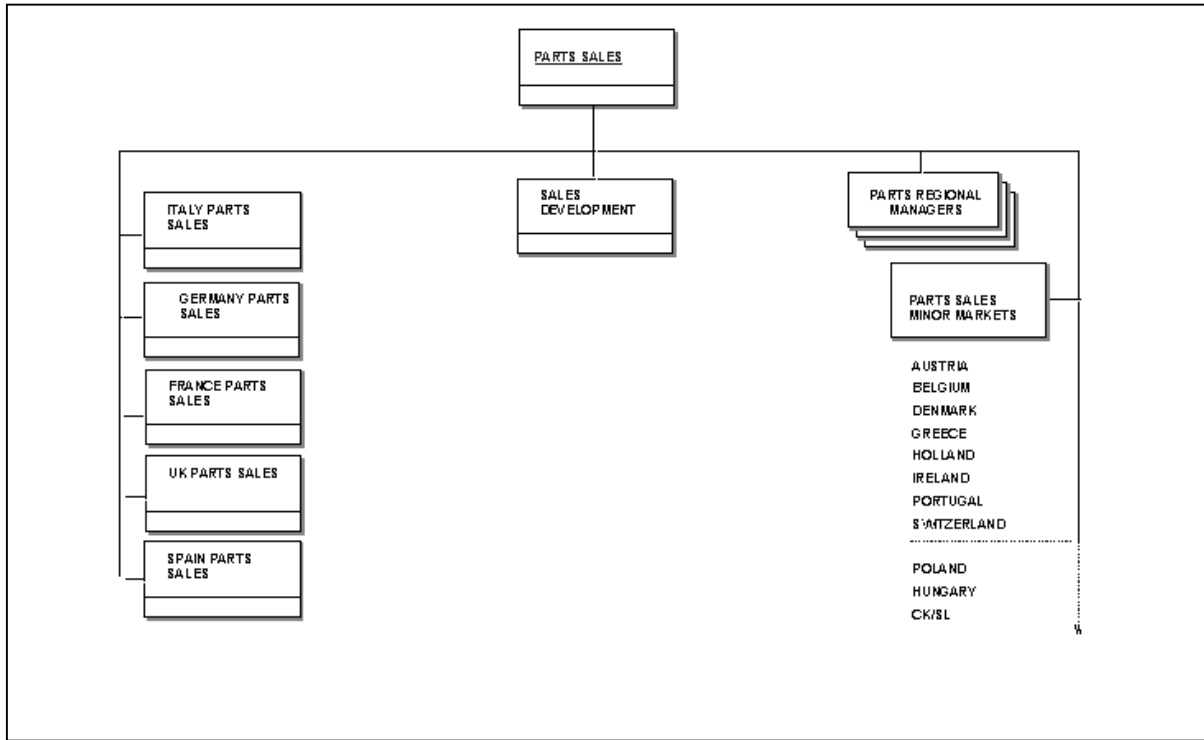 PARTS SALES
ITALY PARTS
SALES
GERMANY PARTS
SALES
FRANCE PARTS
SALES
UK PARTS SALES
SPAIN PARTS
SALES
SALES
DEVELOPMENT
PARTS REGIONAL
MANAGERS
PARTS SALES
MINOR MARKETS
AUSTRIA
BELGIUM
DENMARK
GREECE
HOLLAND
IRELAND
PORTUGAL
SWITZERLAND
POLAND
HUNGARY
CK/SL